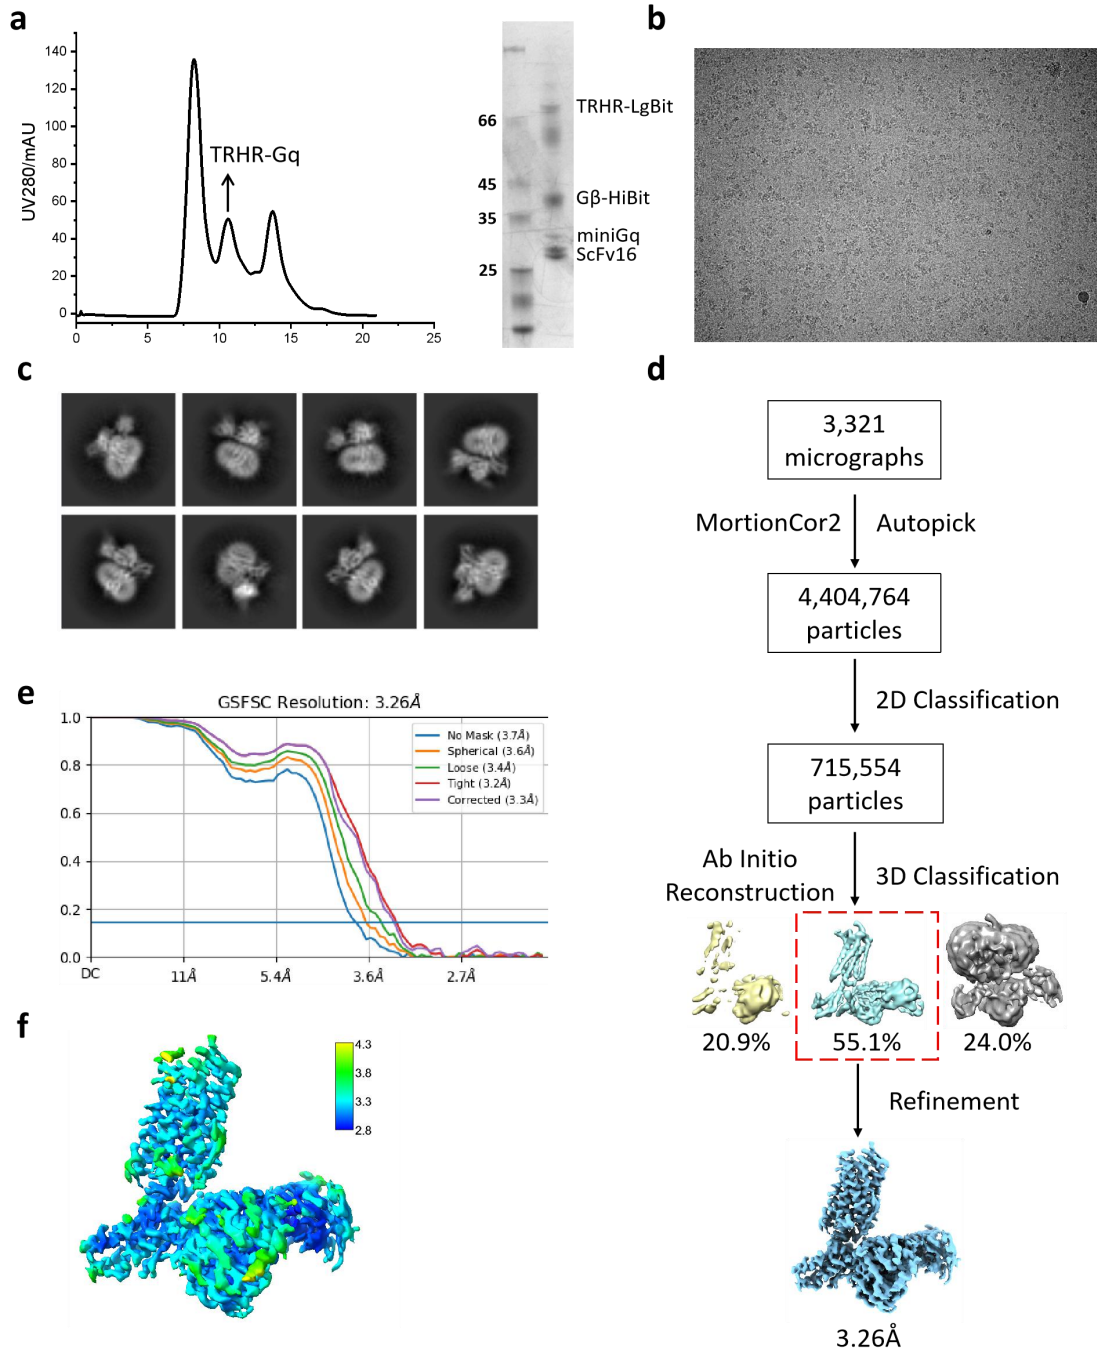 a
140
120
100
80
60
40
20
0
UV280/mAU
0 5 10 15 20 25
TRHR-Gq
66
45
35
25
TRHR-LgBit
Gβ-HiBit
miniGq
ScFv16
b
c
d
3,321
micrographs
MortionCor2 Autopick
4,404,764
particles
2D Classification
715,554
particles
Ab Initio
Reconstruction
3D Classification
20.9% 55.1% 24.0%
Refinement
3.26Å
e
GSFSC Resolution: 3.26Å
1.0
0.8
0.6
0.4
0.2
0.0
DC 11Å 5.4Å 3.6Å 2.7Å
No Mask (3.7Å)
Spherical (3.6Å)
Loose (3.4Å)
Tight (3.2Å)
Corrected (3.3Å)
f
4.3
3.8
3.3
2.8